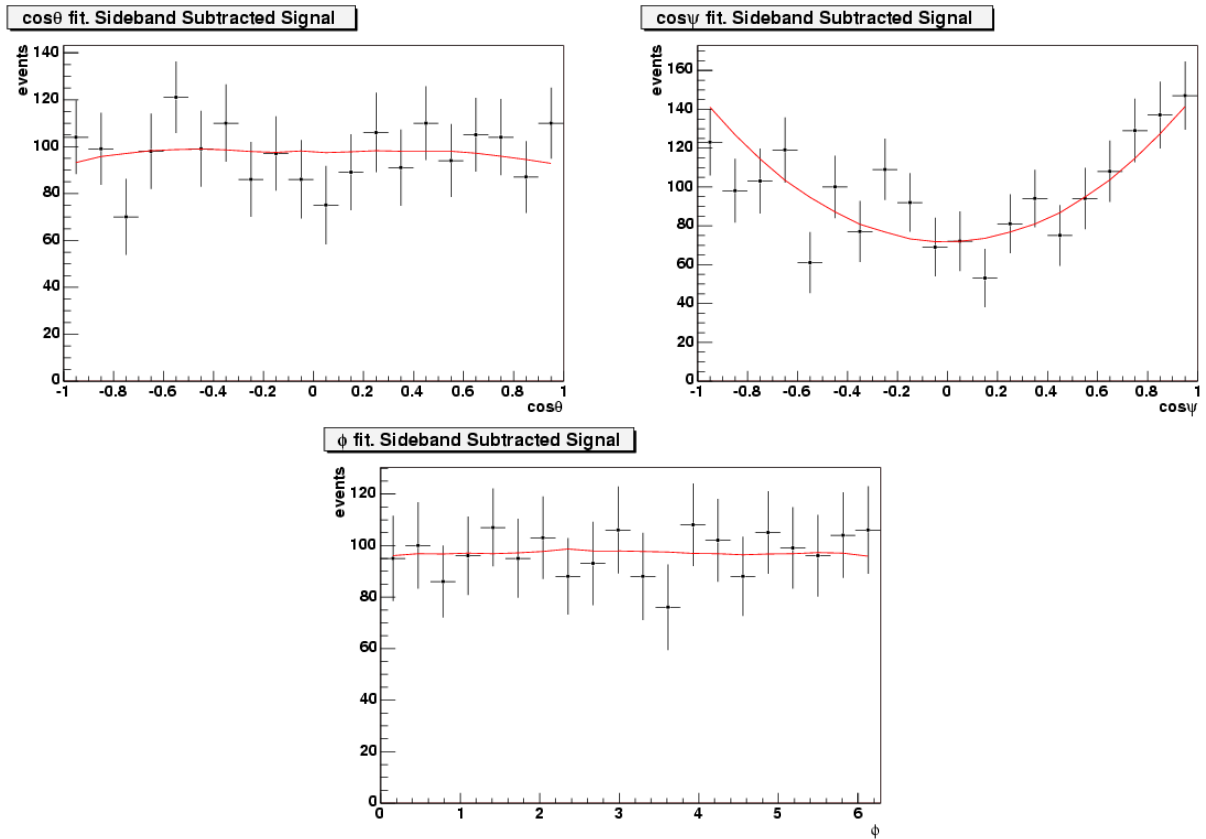 cosθ fit. Sideband Subtracted Signal
events
140
120
100
80
60
40
20
0
-1 -0.8 -0.6 -0.4 -0.2 0 0.2 0.4 0.6 0.8 1
cosθ
cosψ fit. Sideband Subtracted Signal
events
160
140
120
100
80
60
40
20
0
-1 -0.8 -0.6 -0.4 -0.2 0 0.2 0.4 0.6 0.8 1
cosψ
ϕ fit. Sideband Subtracted Signal
events
120
100
80
60
40
20
0
0 1 2 3 4 5 6
ϕ